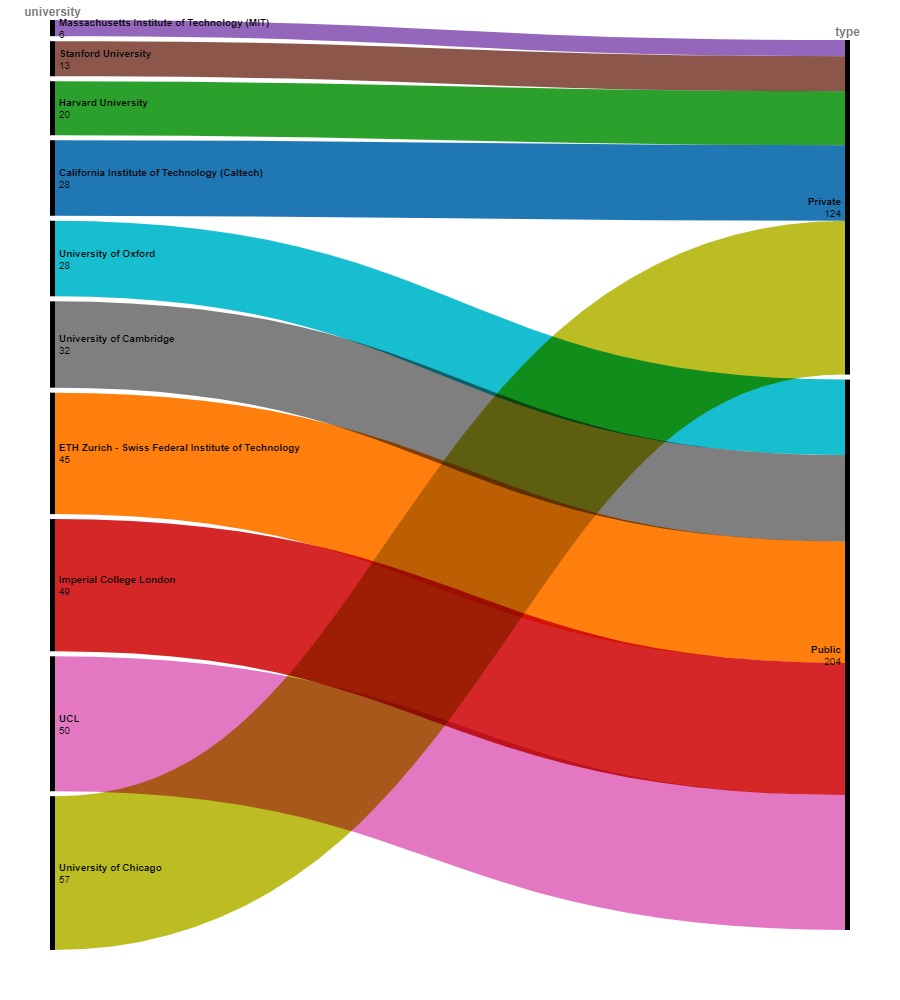 university
Massachusetts Institute of Technology (MIT)
6
Stanford University
13
type
Harvard University
20
California Institute of Technology (Caltech)
28
Private
124
University of Oxford
28
University of Cambridge
32
ETH Zurich - Swiss Federal Institute of Technology
45
Imperial College London
49
Public
204
UCL
50
University of Chicago
57